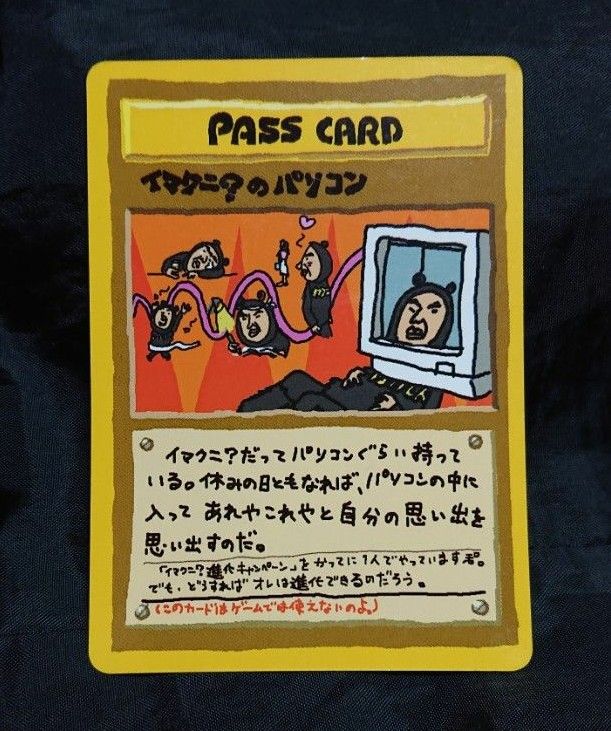 PASS CARD
イマクニ?のパソコン
イマクニ?だってパソコンぐらい持って
いる。休みの日ともなれば、パソコンの中に
入って あれやこれやと自分の思い出を
思い出すのだ。
「イマクニ?進化キャンペーン」をかってに1人でやっていますぞ。
でも、どうすれば オレは進化できるのだろう。
(このカードはゲームでは使えないのよ。)